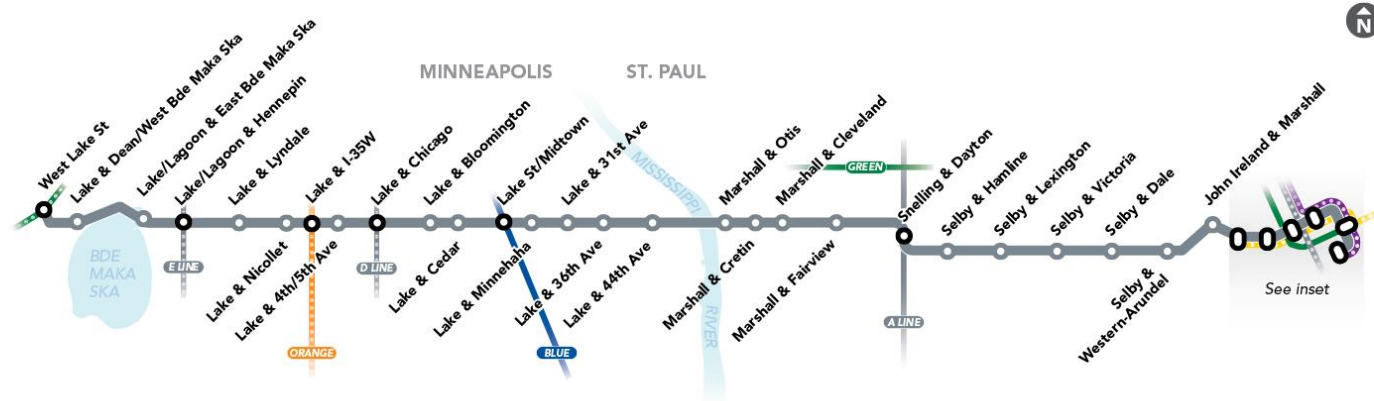 N
MINNEAPOLIS
ST. PAUL
West Lake St
Lake & Dean/West Bde Maka Ska
Lake/Lagoon & East Bde Maka Ska
Lake/Lagoon & Hennepin
Lake & Lyndale
Lake & Nicollet
Lake & I-35W
Lake & 4th/5th Ave
Lake & Chicago
Lake & Bloomington
Lake & Cedar
Lake St/Midtown
Lake & Minnehaha
Lake & 31st Ave
Lake & 36th Ave
Lake & 44th Ave
Marshall & Otis
Marshall & Cretin
Marshall & Cleveland
Marshall & Fairview
Snelling & Dayton
Selby & Hamline
Selby & Lexington
Selby & Victoria
Selby & Dale
Selby &
Western-Arundel
John Ireland & Marshall
BDE
MAKA
SKA
MISSISSIPPI
RIVER
E LINE
ORANGE
D LINE
BLUE
GREEN
A LINE
See inset